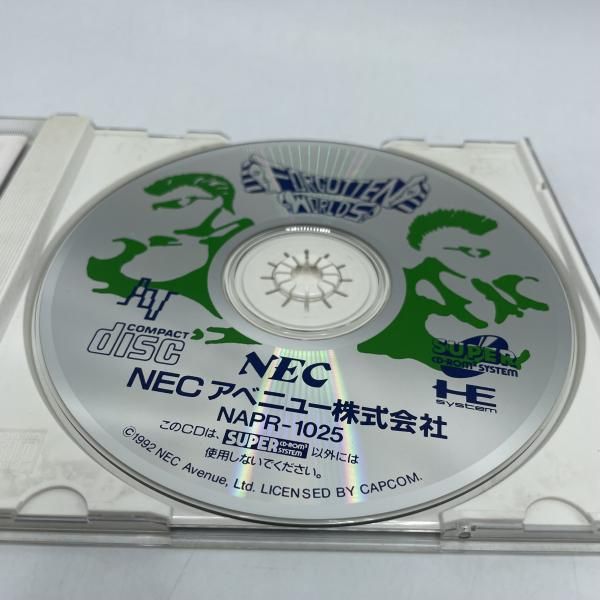 FORGOTTEN
WORLDS
AV
COMPACT
disc
SUPER
CD-ROM² SYSTEM
HE
system
NEC
NECアベニュー株式会社
NAPR-1025
このCDは、SUPER CD-ROM² SYSTEM 以外には
使用しないでください。
©1992 NEC Avenue, Ltd. LICENSED BY CAPCOM.